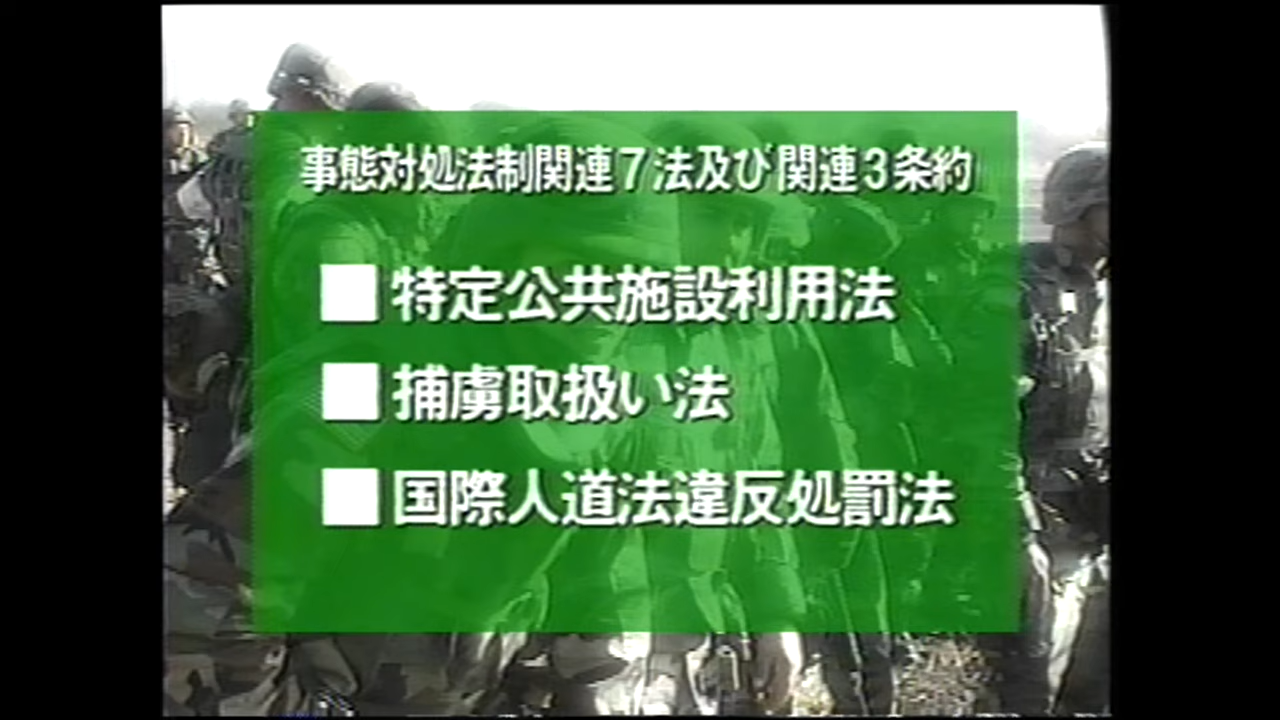 事態対処法制関連７法及び関連３条約
■特定公共施設利用法
■捕虜取扱い法
■国際人道法違反処罰法